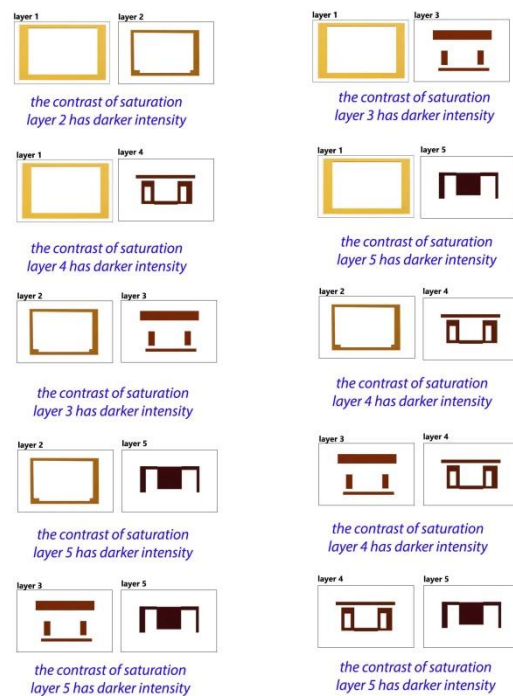 layer 1
layer 2
the contrast of saturation
layer 2 has darker intensity
layer 1
layer 3
the contrast of saturation
layer 3 has darker intensity
layer 1
layer 4
the contrast of saturation
layer 4 has darker intensity
layer 1
layer 5
the contrast of saturation
layer 5 has darker intensity
layer 2
layer 3
the contrast of saturation
layer 3 has darker intensity
layer 2
layer 4
the contrast of saturation
layer 4 has darker intensity
layer 2
layer 5
the contrast of saturation
layer 5 has darker intensity
layer 3
layer 4
the contrast of saturation
layer 4 has darker intensity
layer 3
layer 5
the contrast of saturation
layer 5 has darker intensity
layer 4
layer 5
the contrast of saturation
layer 5 has darker intensity